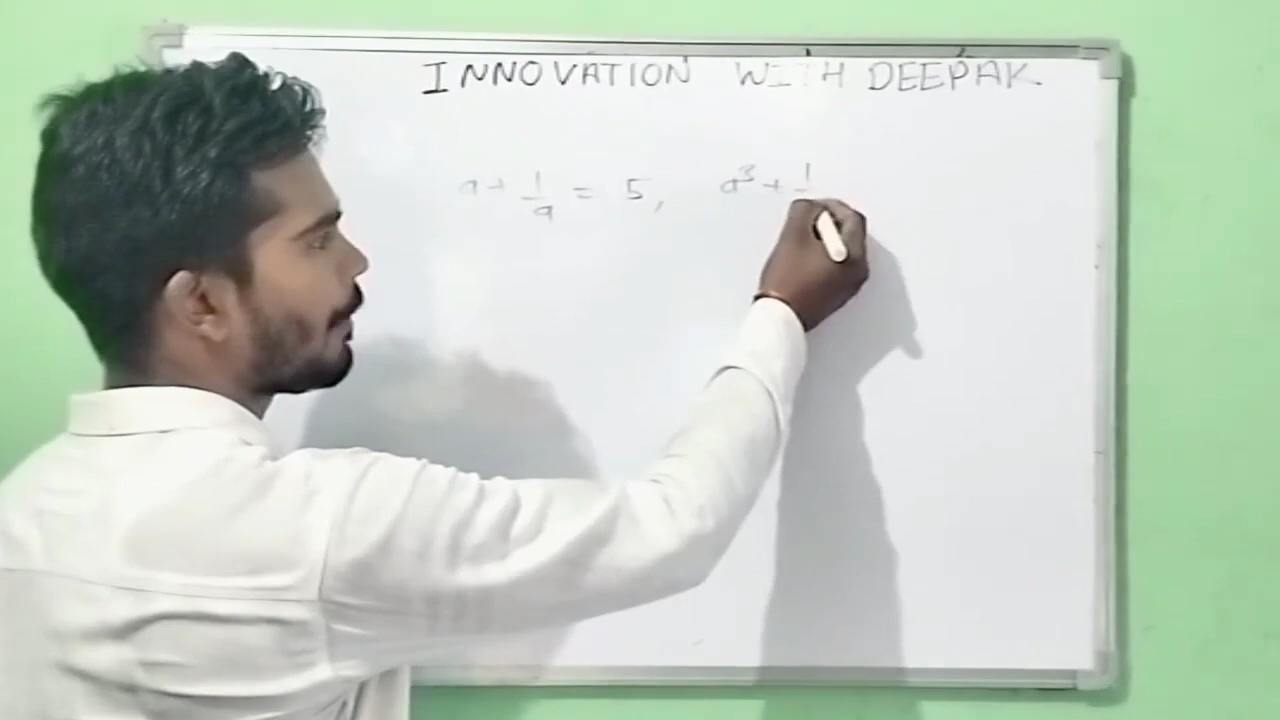 INNOVATION WITH DEEPAK
a + 1/a = 5, a³ + 1